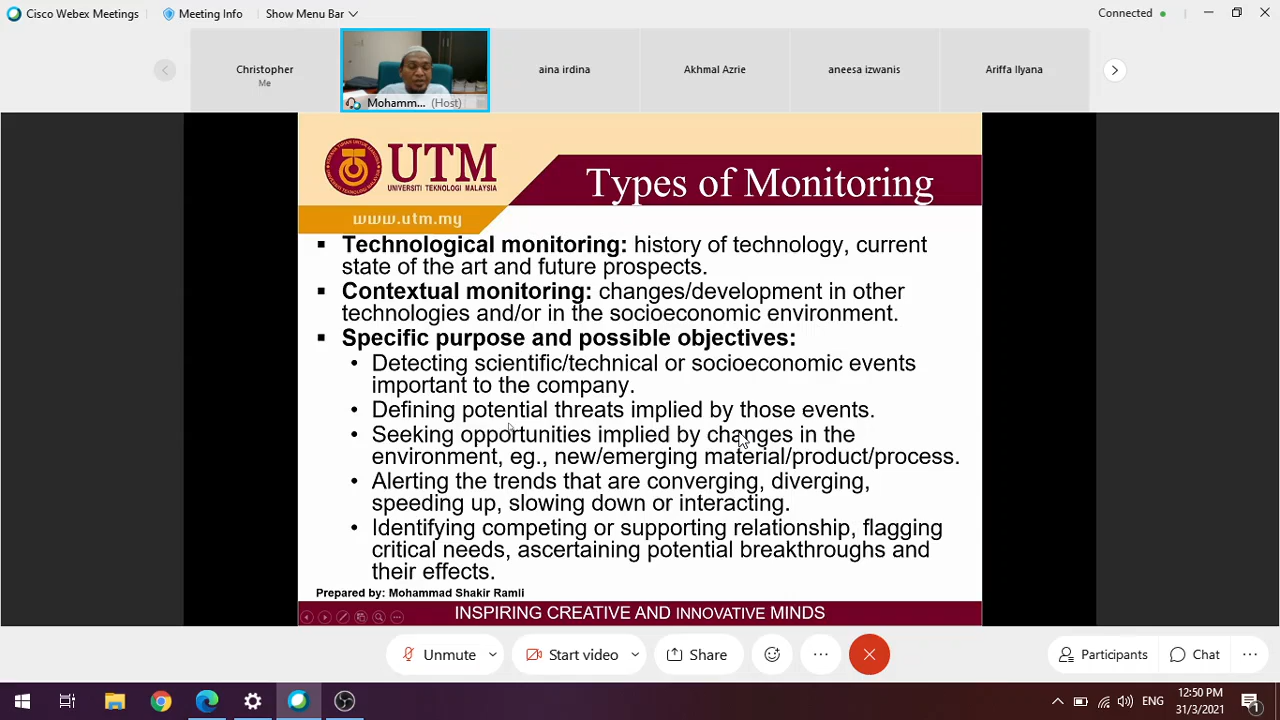 Cisco Webex Meetings
Meeting Info
Show Menu Bar
Connected
Christopher
Me
Mohamm... (Host)
aina irdina
Akhmal Azrie
aneesa izwanis
Ariffa Ilyana
UTM
UNIVERSITI TEKNOLOGI MALAYSIA
www.utm.my
Types of Monitoring
▪ Technological monitoring: history of technology, current
state of the art and future prospects.
▪ Contextual monitoring: changes/development in other
technologies and/or in the socioeconomic environment.
▪ Specific purpose and possible objectives:
• Detecting scientific/technical or socioeconomic events
important to the company.
• Defining potential threats implied by those events.
• Seeking opportunities implied by changes in the
environment, eg., new/emerging material/product/process.
• Alerting the trends that are converging, diverging,
speeding up, slowing down or interacting.
• Identifying competing or supporting relationship, flagging
critical needs, ascertaining potential breakthroughs and
their effects.
Prepared by: Mohammad Shakir Ramli
INSPIRING CREATIVE AND INNOVATIVE MINDS
Unmute
Start video
Share
Participants
Chat
ENG
12:50 PM
31/3/2021
1